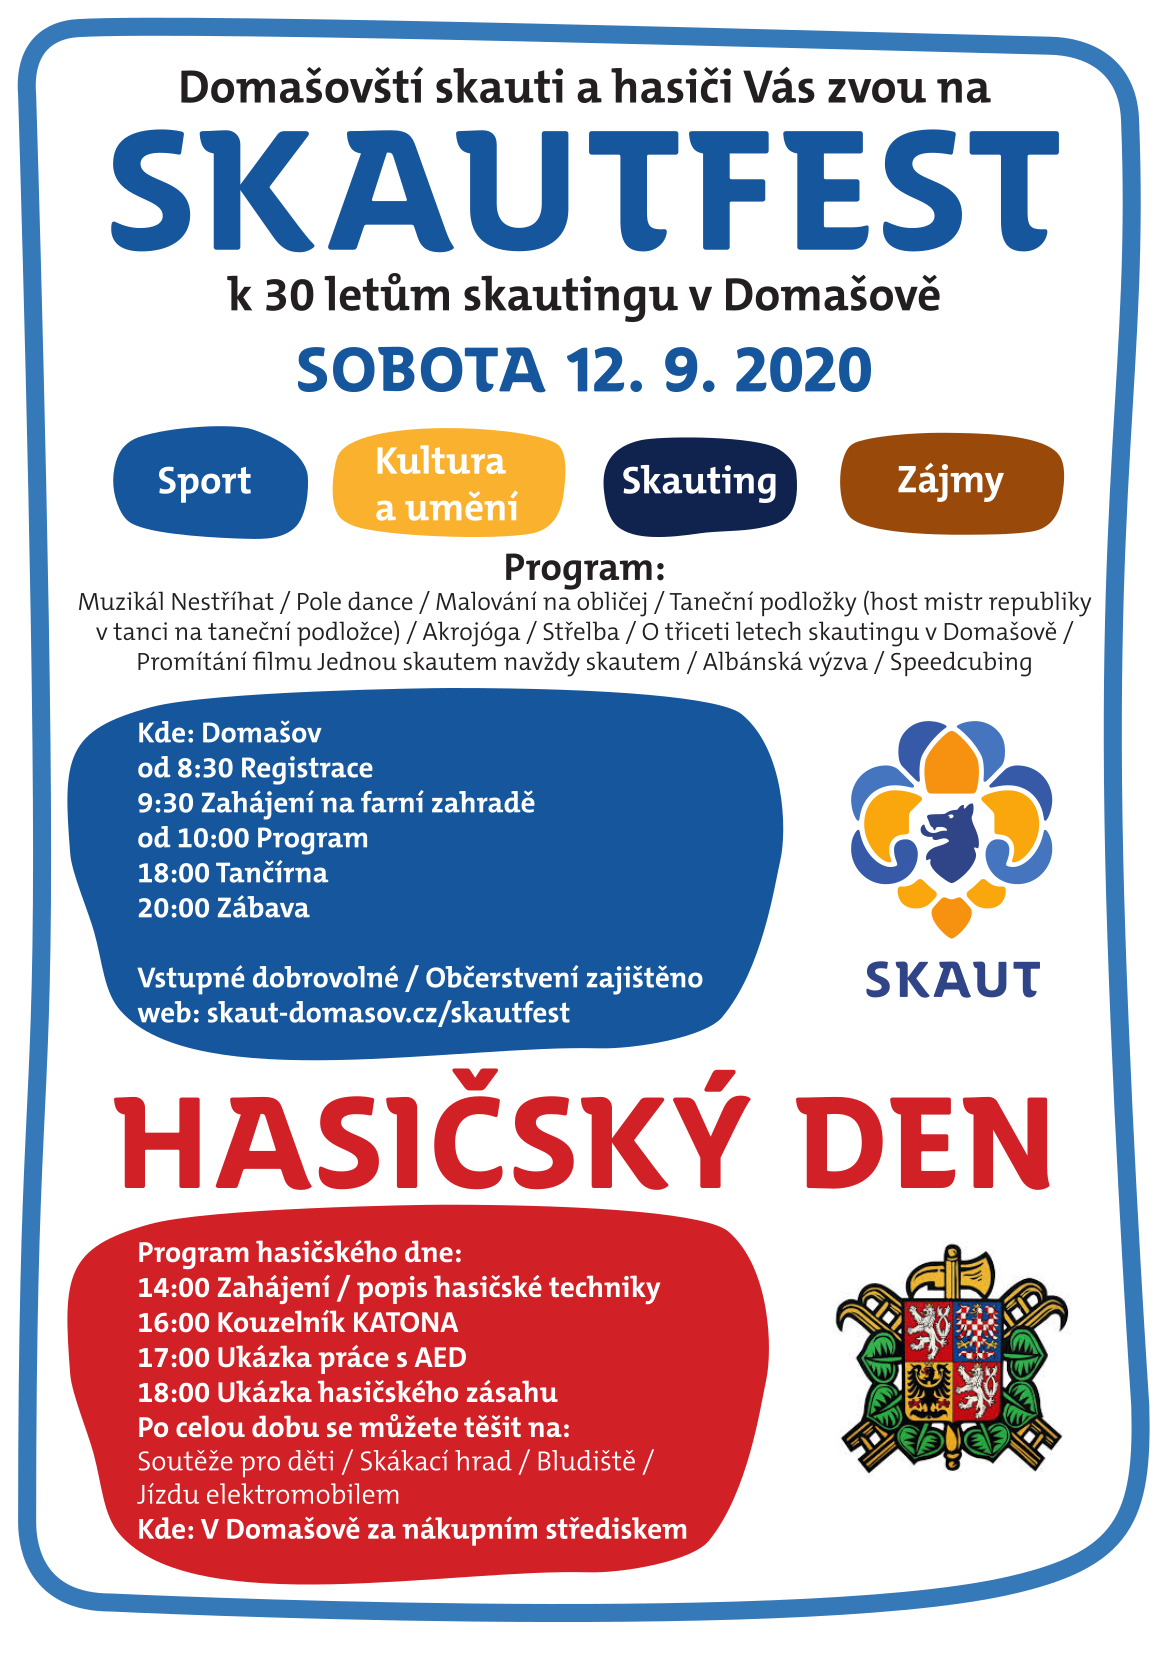 Domašovští skauti a hasiči Vás zvou na
SKAUTFEST
k 30 letům skautingu v Domašově
SOBOTA 12. 9. 2020
Sport
Kultura
a umění
Skauting
Zájmy
Program:
Muzikál Nestříhat / Pole dance / Malování na obličej / Taneční podložky (host mistr republiky
v tanci na taneční podložce) / Akrojóga / Střelba / O třiceti letech skautingu v Domašově /
Promítání filmu Jednou skautem navždy skautem / Albánská výzva / Speedcubing
Kde: Domašov
od 8:30 Registrace
9:30 Zahájení na farní zahradě
od 10:00 Program
18:00 Tančírna
20:00 Zábava
Vstupné dobrovolné / Občerstvení zajištěno
web: skaut-domasov.cz/skautfest
SKAUT
HASIČSKÝ DEN
Program hasičského dne:
14:00 Zahájení / popis hasičské techniky
16:00 Kouzelník KATONA
17:00 Ukázka práce s AED
18:00 Ukázka hasičského zásahu
Po celou dobu se můžete těšit na:
Soutěže pro děti / Skákací hrad / Bludiště /
Jízdu elektromobilem
Kde: V Domašově za nákupním střediskem